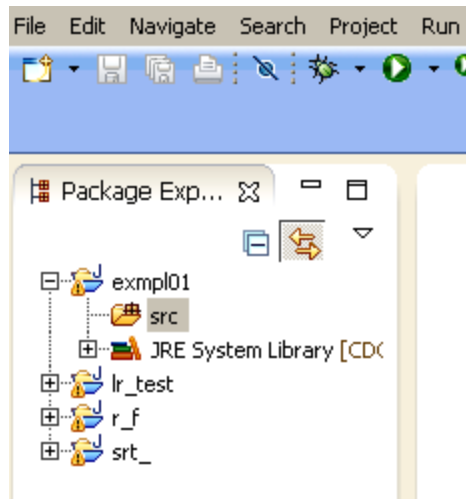 File Edit Navigate Search Project Run
Package Exp...
exmpl01
src
JRE System Library [CDC
lr_test
r_f
srt_